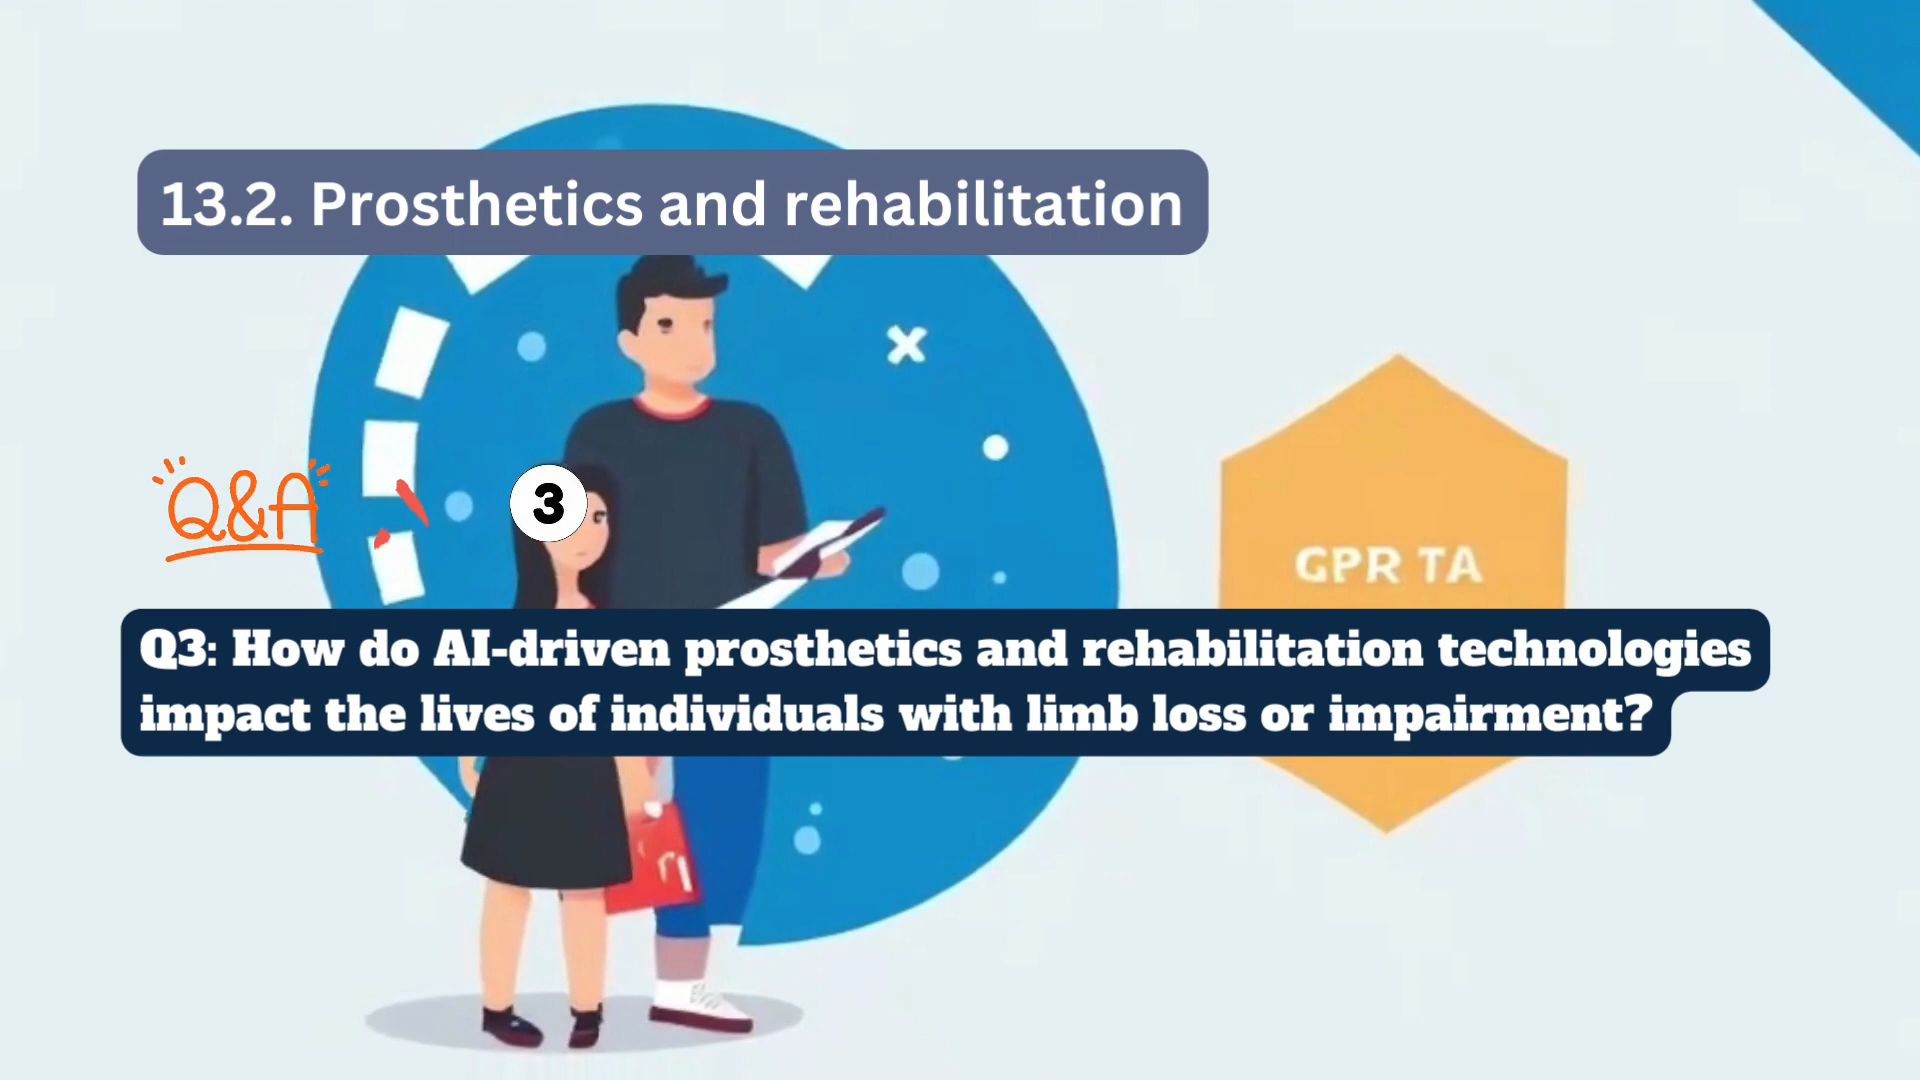 13.2. Prosthetics and rehabilitation
Q&A
3
GPR TA
Q3: How do AI-driven prosthetics and rehabilitation technologies
impact the lives of individuals with limb loss or impairment?